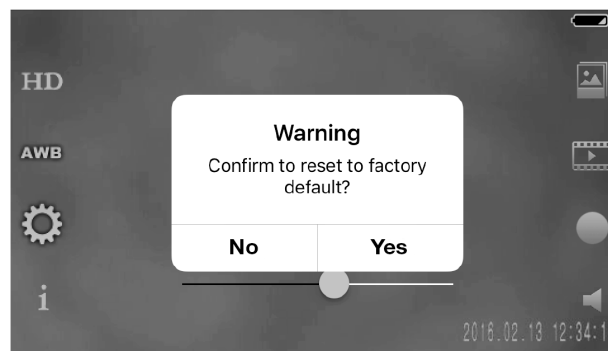 HD
AWB
i
Warning
Confirm to reset to factory
default?
No Yes
2016.02.13 12:34:1